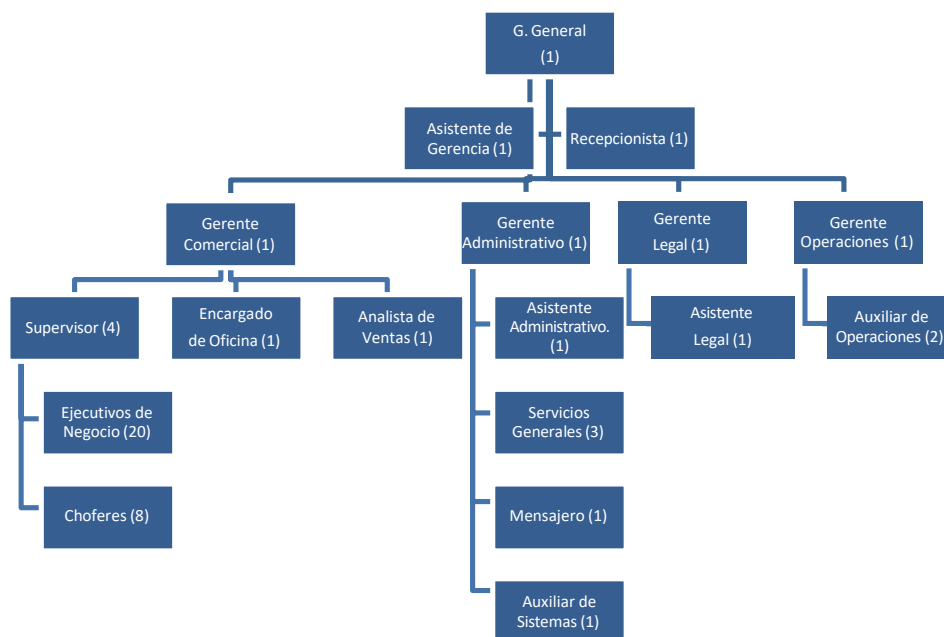 G. General
(1)
Asistente de
Gerencia (1)
Recepcionista (1)
Gerente
Comercial (1)
Gerente
Administrativo (1)
Gerente
Legal (1)
Gerente
Operaciones (1)
Supervisor (4)
Encargado
de Oficina (1)
Analista de
Ventas (1)
Asistente
Administrativo.
(1)
Asistente
Legal (1)
Auxiliar de
Operaciones (2)
Ejecutivos de
Negocio (20)
Servicios
Generales (3)
Choferes (8)
Mensajero (1)
Auxiliar de
Sistemas (1)